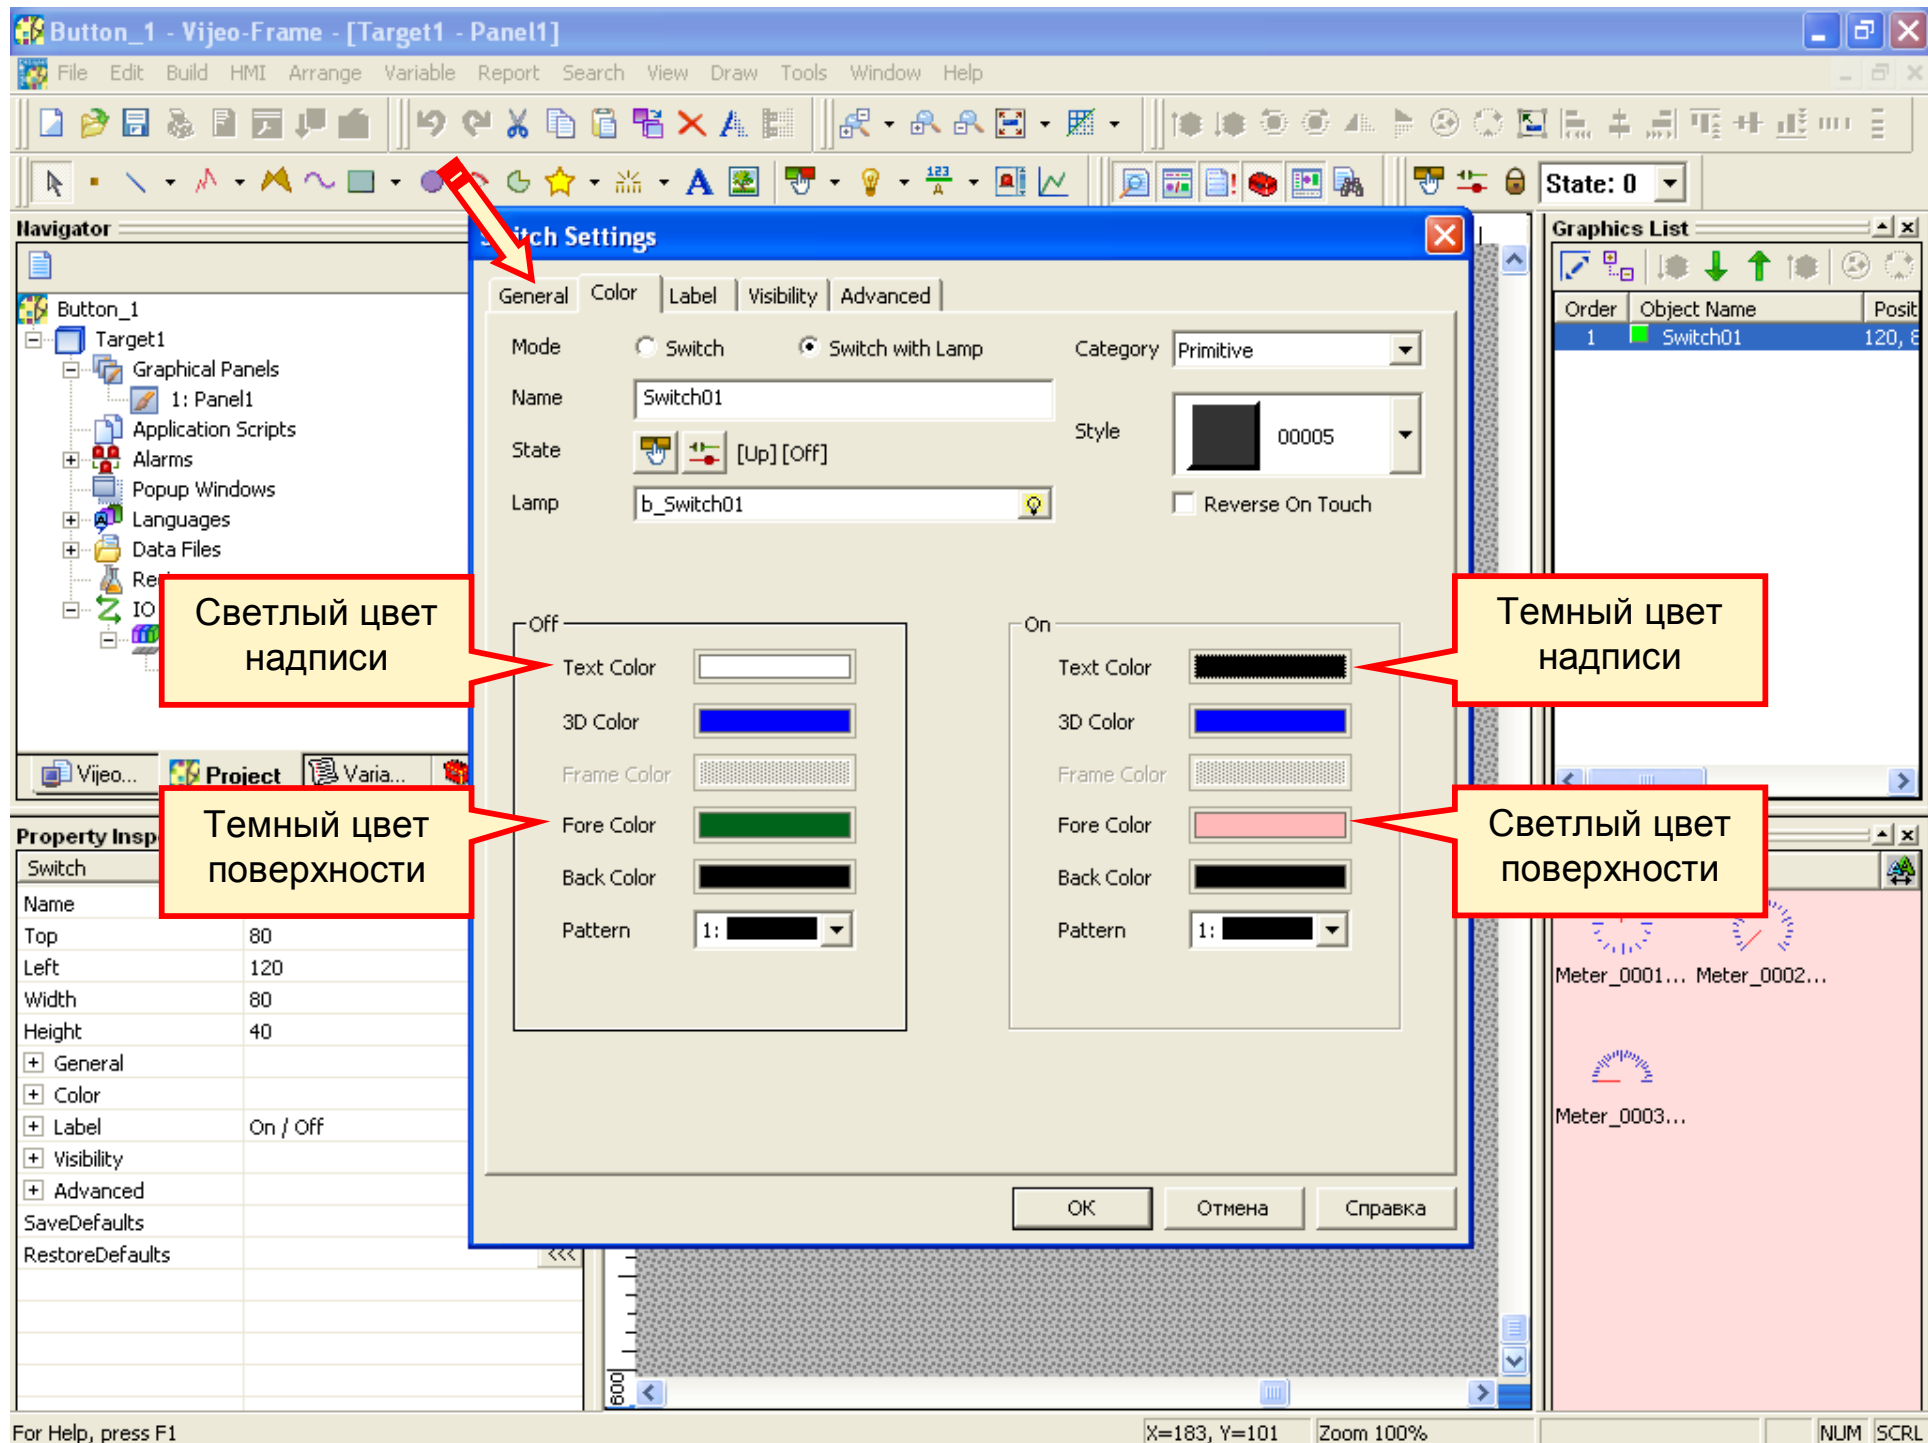 Button_1 - Vijeo-Frame - [Target1 - Panel1]
File Edit Build HMI Arrange Variable Report Search View Draw Tools Window Help
State: 0
Navigator
Button_1
Target1
Graphical Panels
1: Panel1
Application Scripts
Alarms
Popup Windows
Languages
Data Files
IO
Vijeo... Project Varia...
Switch Settings
General Color Label Visibility Advanced
Mode Switch Switch with Lamp Category Primitive
Name Switch01
Style 00005
State [Up] [Off]
Lamp b_Switch01 Reverse On Touch
Светлый цвет
надписи
Темный цвет
поверхности
Темный цвет
надписи
Светлый цвет
поверхности
Off
Text Color
3D Color
Frame Color
Fore Color
Back Color
Pattern 1:
On
Text Color
3D Color
Frame Color
Fore Color
Back Color
Pattern 1:
OK Отмена Справка
Graphics List
Order Object Name Posit
1 Switch01 120, 8
Property Insp
Switch
Name
Top 80
Left 120
Width 80
Height 40
General
Color
Label On / Off
Visibility
Advanced
SaveDefaults
RestoreDefaults <<<
Meter_0001... Meter_0002...
Meter_0003...
600
For Help, press F1 X=183, Y=101 Zoom 100% NUM SCRL